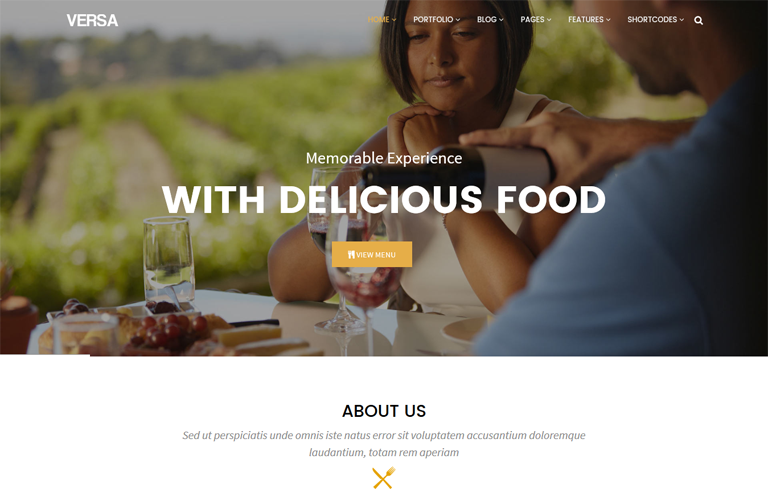 VERSA
HOME PORTFOLIO BLOG PAGES FEATURES SHORTCODES
Memorable Experience
WITH DELICIOUS FOOD
VIEW MENU
ABOUT US
Sed ut perspiciatis unde omnis iste natus error sit voluptatem accusantium doloremque
laudantium, totam rem aperiam